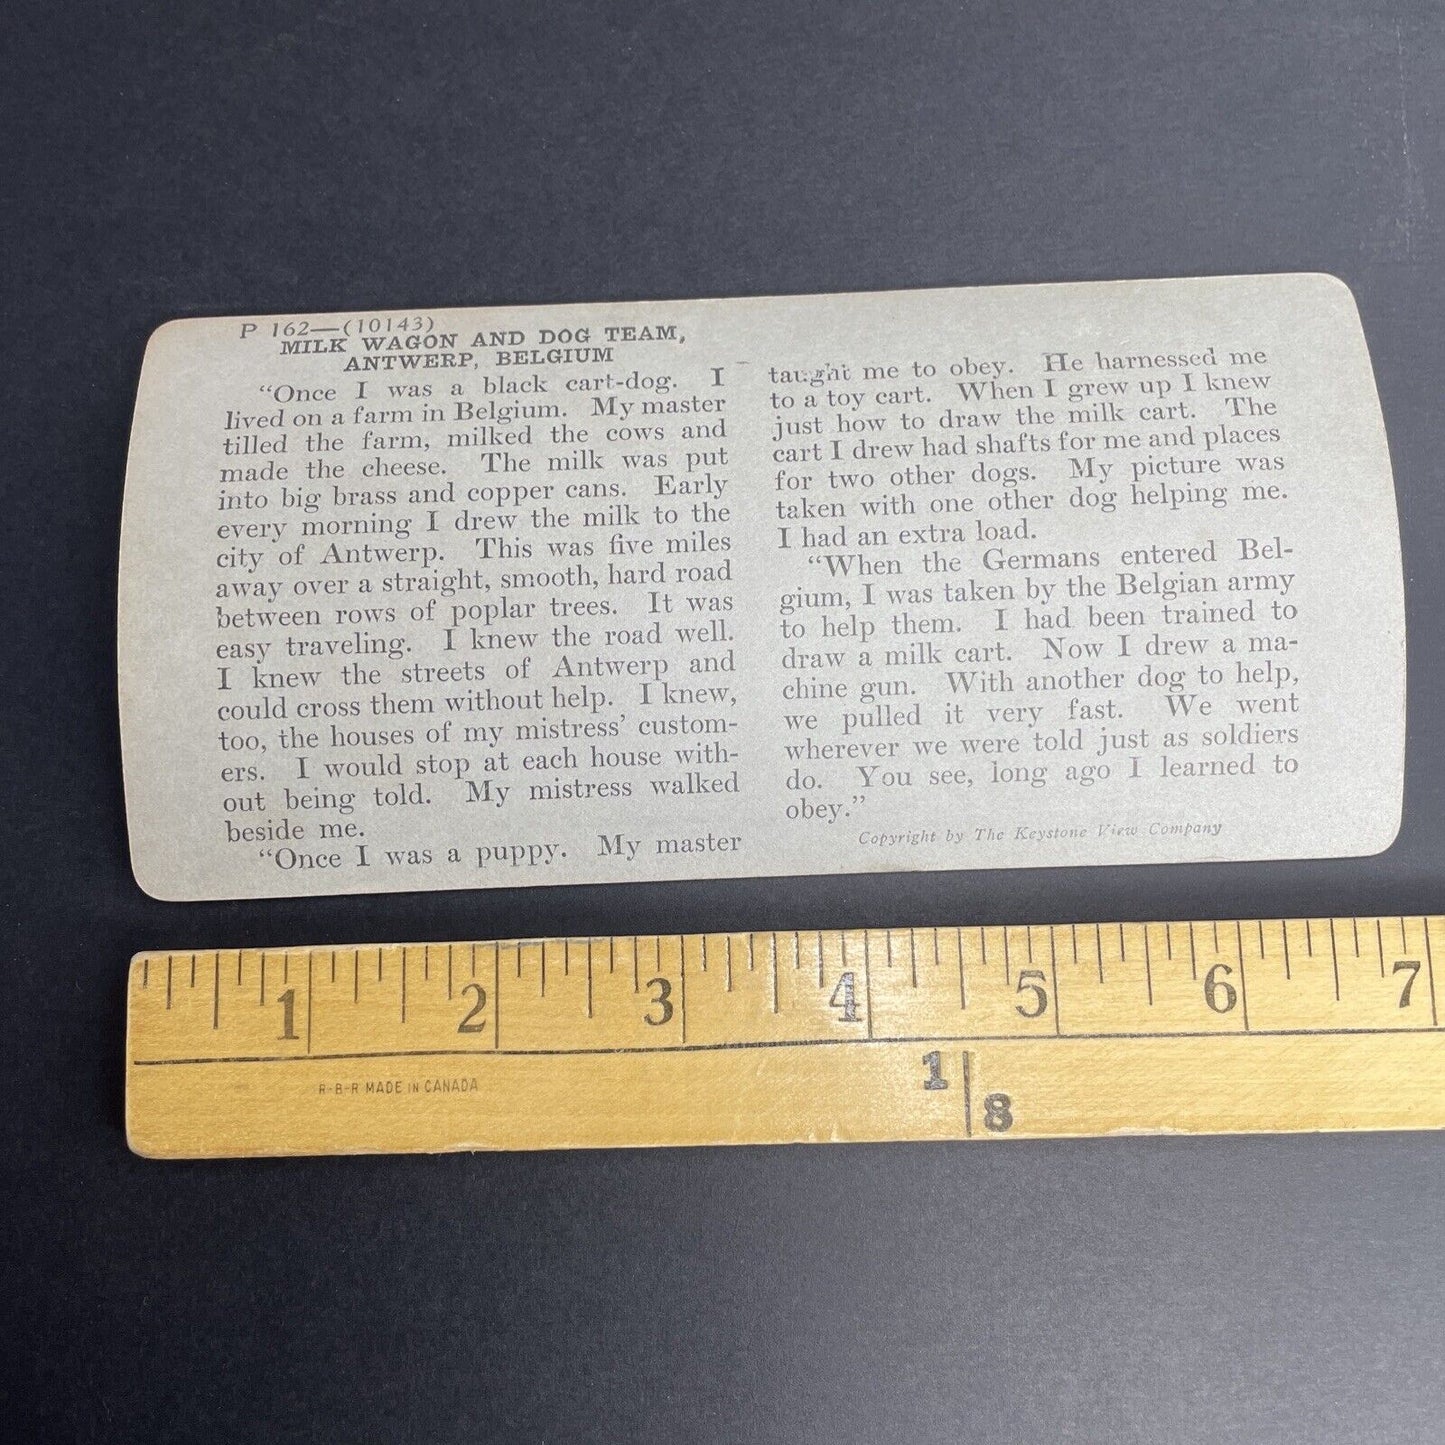 P 162—(10143)
MILK WAGON AND DOG TEAM,
ANTWERP, BELGIUM
“Once I was a black cart-dog. I
lived on a farm in Belgium. My master
tilled the farm, milked the cows and
made the cheese. The milk was put
into big brass and copper cans. Early
every morning I drew the milk to the
city of Antwerp. This was five miles
away over a straight, smooth, hard road
between rows of poplar trees. It was
easy traveling. I knew the road well.
I knew the streets of Antwerp and
could cross them without help. I knew,
too, the houses of my mistress’ custom-
ers. I would stop at each house with-
out being told. My mistress walked
beside me.
“Once I was a puppy. My master
taught me to obey. He harnessed me
to a toy cart. When I grew up I knew
just how to draw the milk cart. The
cart I drew had shafts for me and places
for two other dogs. My picture was
taken with one other dog helping me.
I had an extra load.
“When the Germans entered Bel-
gium, I was taken by the Belgian army
to help them. I had been trained to
draw a milk cart. Now I drew a ma-
chine gun. With another dog to help,
we pulled it very fast. We went
wherever we were told just as soldiers
do. You see, long ago I learned to
obey.”
Copyright by The Keystone View Company
1 2 3 4 5 6 7
R-B-R MADE IN CANADA
1
8